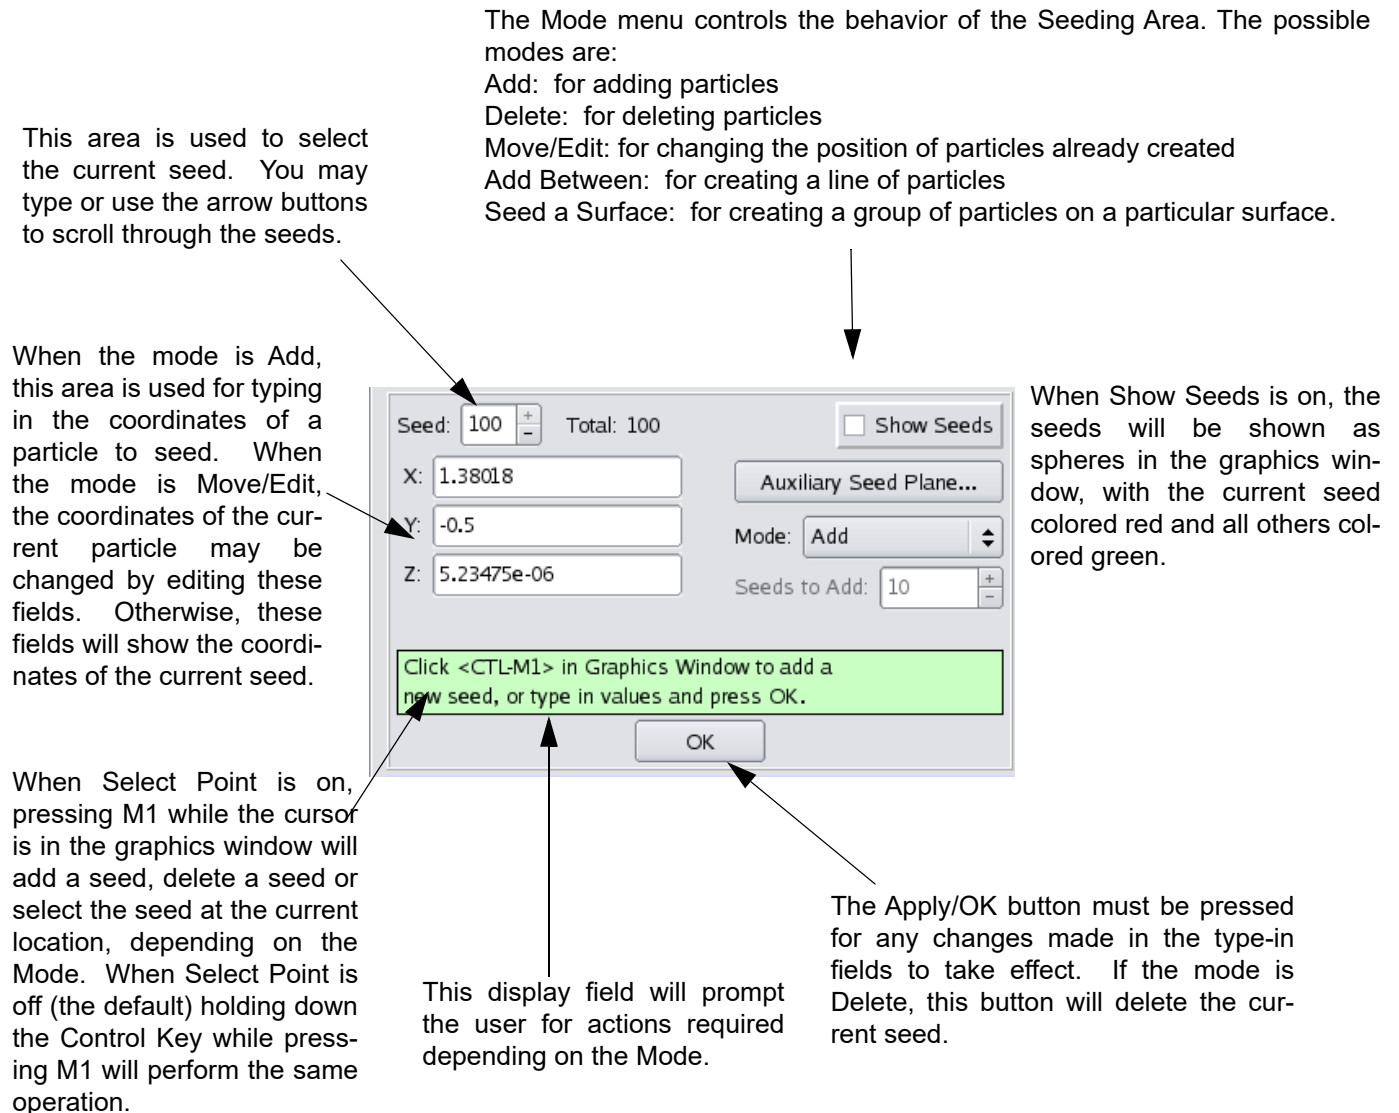 The Mode menu controls the behavior of the Seeding Area. The possible
modes are:
Add:  for adding particles
Delete:  for deleting particles
Move/Edit: for changing the position of particles already created
Add Between:  for creating a line of particles
Seed a Surface:  for creating a group of particles on a particular surface.
This area is used to select
the current seed.  You may
type or use the arrow buttons
to scroll through the seeds.
When the mode is Add,
this area is used for typing
in the coordinates of a
particle to seed.  When
the mode is Move/Edit,
the coordinates of the cur-
rent particle may be
changed by editing these
fields.  Otherwise, these
fields will show the coordi-
nates of the current seed.
Seed: 100 + - Total: 100
Show Seeds
X: 1.38018
Auxiliary Seed Plane...
Y: -0.5
Mode: Add
Z: 5.23475e-06
Seeds to Add: 10 + -
Click <CTL-M1> in Graphics Window to add a
new seed, or type in values and press OK.
OK
When Show Seeds is on, the
seeds will be shown as
spheres in the graphics win-
dow, with the current seed
colored red and all others col-
ored green.
When Select Point is on,
pressing M1 while the cursor
is in the graphics window will
add a seed, delete a seed or
select the seed at the current
location, depending on the
Mode.  When Select Point is
off (the default) holding down
the Control Key while press-
ing M1 will perform the same
operation.
This display field will prompt
the user for actions required
depending on the Mode.
The Apply/OK button must be pressed
for any changes made in the type-in
fields to take effect.  If the mode is
Delete, this button will delete the cur-
rent seed.